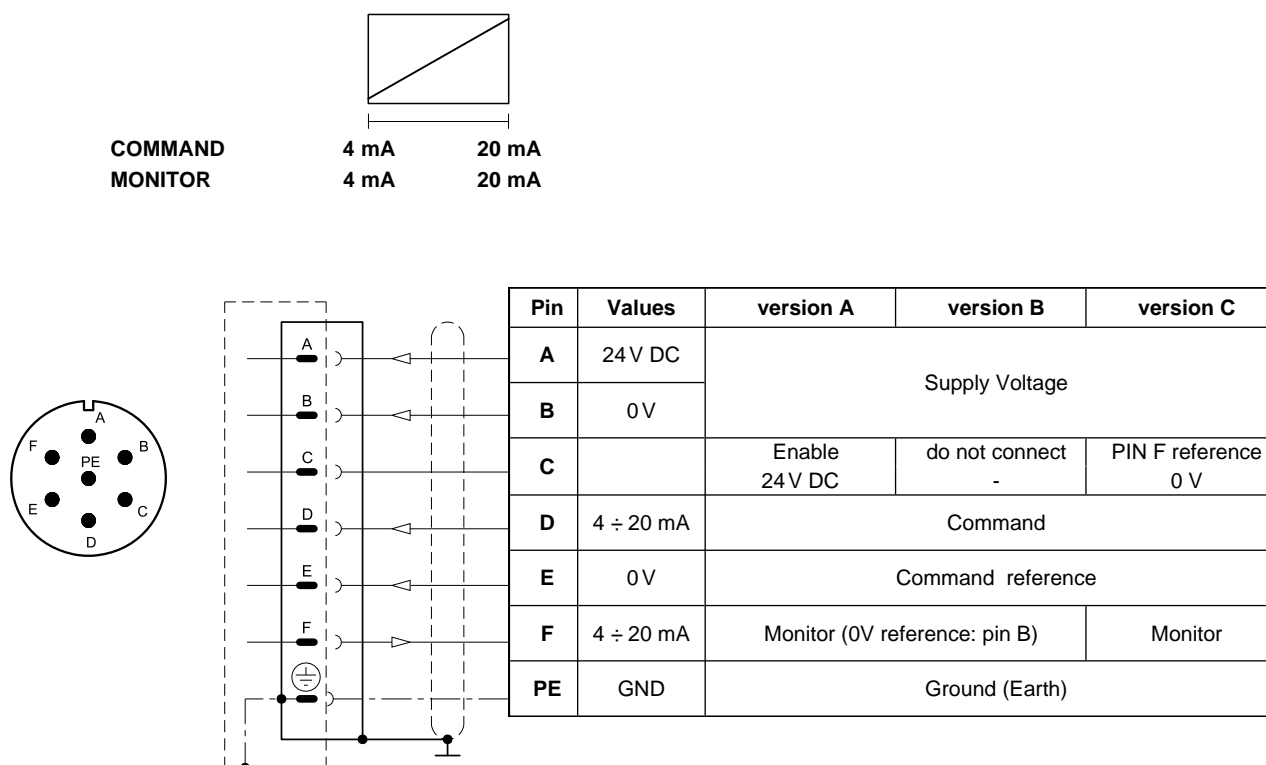 COMMAND 4 mA 20 mA
MONITOR 4 mA 20 mA
A
B
C
D
E
F
PE
A
B
C
D
E
F
Pin Values version A version B version C
A 24 V DC Supply Voltage
B 0 V
C Enable do not connect PIN F reference
24 V DC - 0 V
D 4 ÷ 20 mA Command
E 0 V Command reference
F 4 ÷ 20 mA Monitor (0V reference: pin B) Monitor
PE GND Ground (Earth)